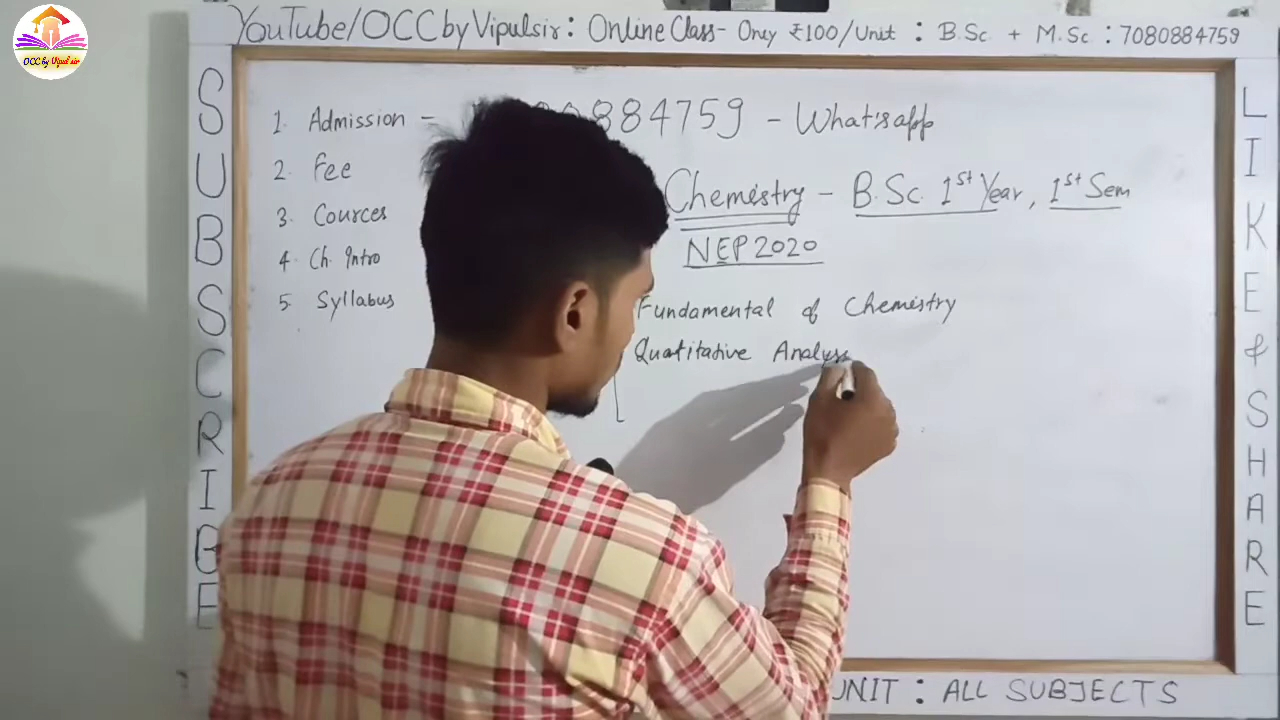 YouTube/OCC by Vipulsir: Online Class- Only ₹100/Unit : B.Sc + M.Sc : 7080884759
OCC by Vipul sir
SUBSCRIBE
1. Admission - 884759 - Whatsapp
2. Fee
3. Cources
4. Ch. Intro
5. Syllabus
Chemistry - B.Sc. 1st Year, 1st Sem
NEP 2020
Fundamental of Chemistry
Quatitative Analysis
LIKE & SHARE
UNIT : ALL SUBJECTS